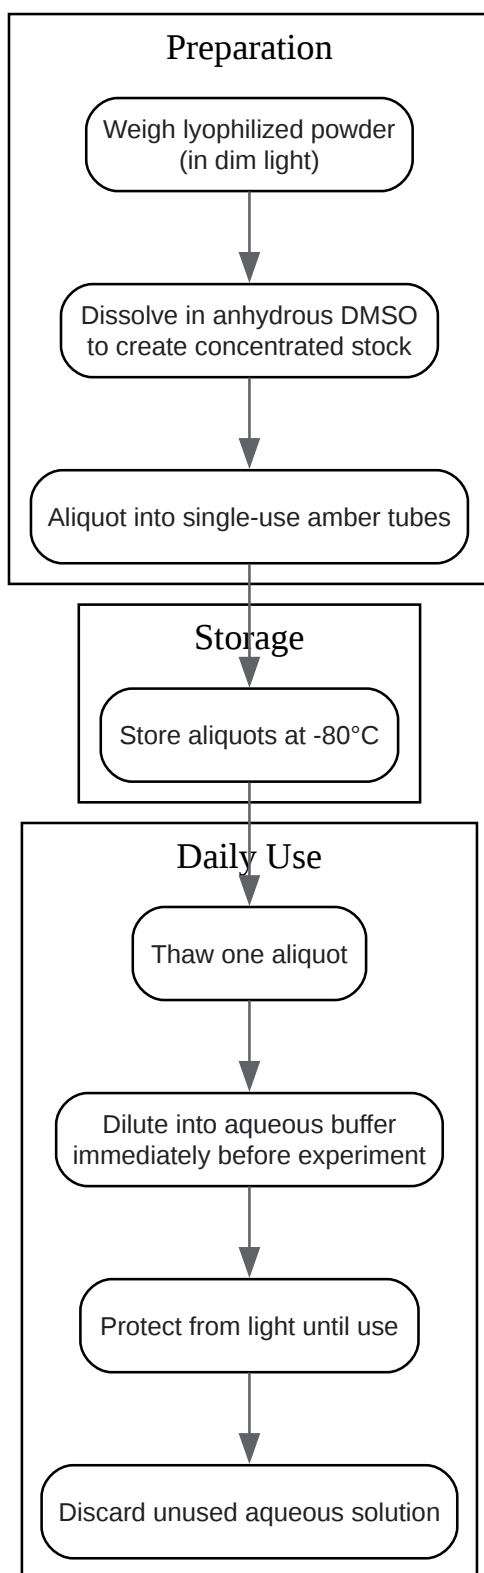 Preparation
Weigh lyophilized powder
(in dim light)
Dissolve in anhydrous DMSO
to create concentrated stock
Aliquot into single-use amber tubes
Storage
Store aliquots at -80°C
Daily Use
Thaw one aliquot
Dilute into aqueous buffer
immediately before experiment
Protect from light until use
Discard unused aqueous solution